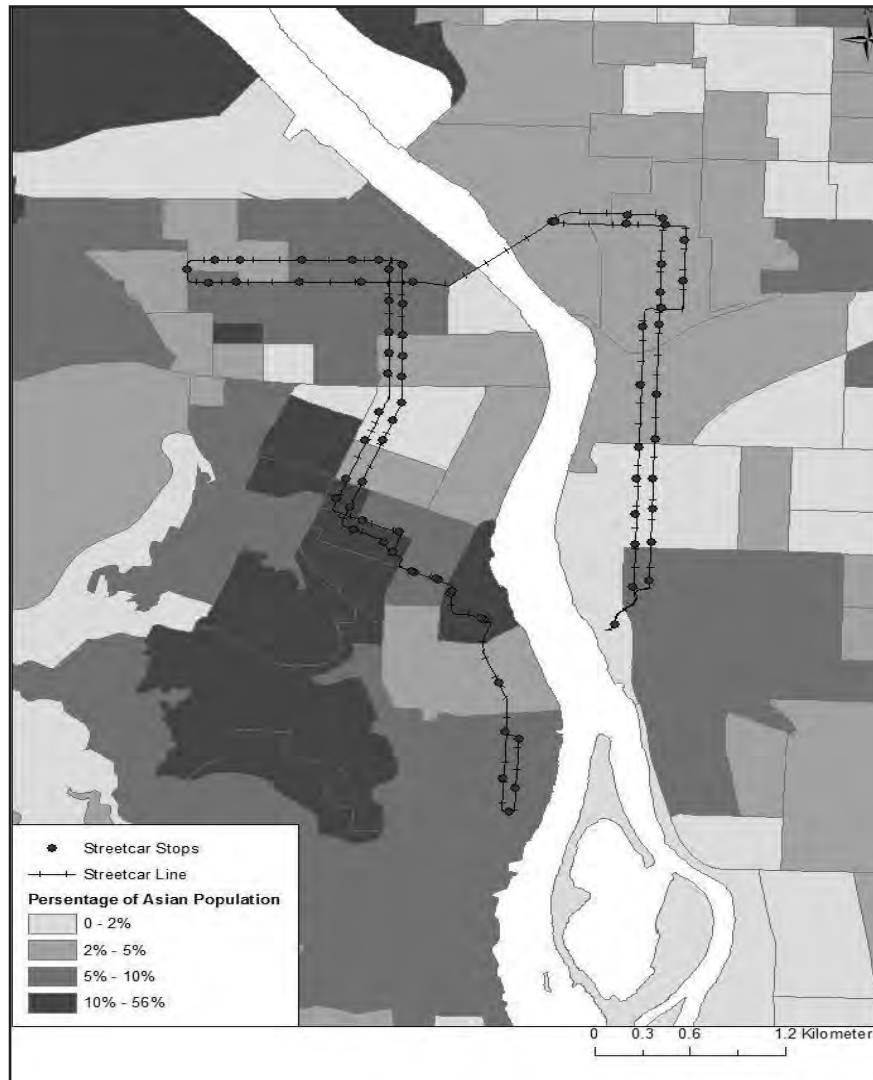 Streetcar Stops
Streetcar Line
Persentage of Asian Population
0 - 2%
2% - 5%
5% - 10%
10% - 56%
0 0.3 0.6 1.2 Kilometer